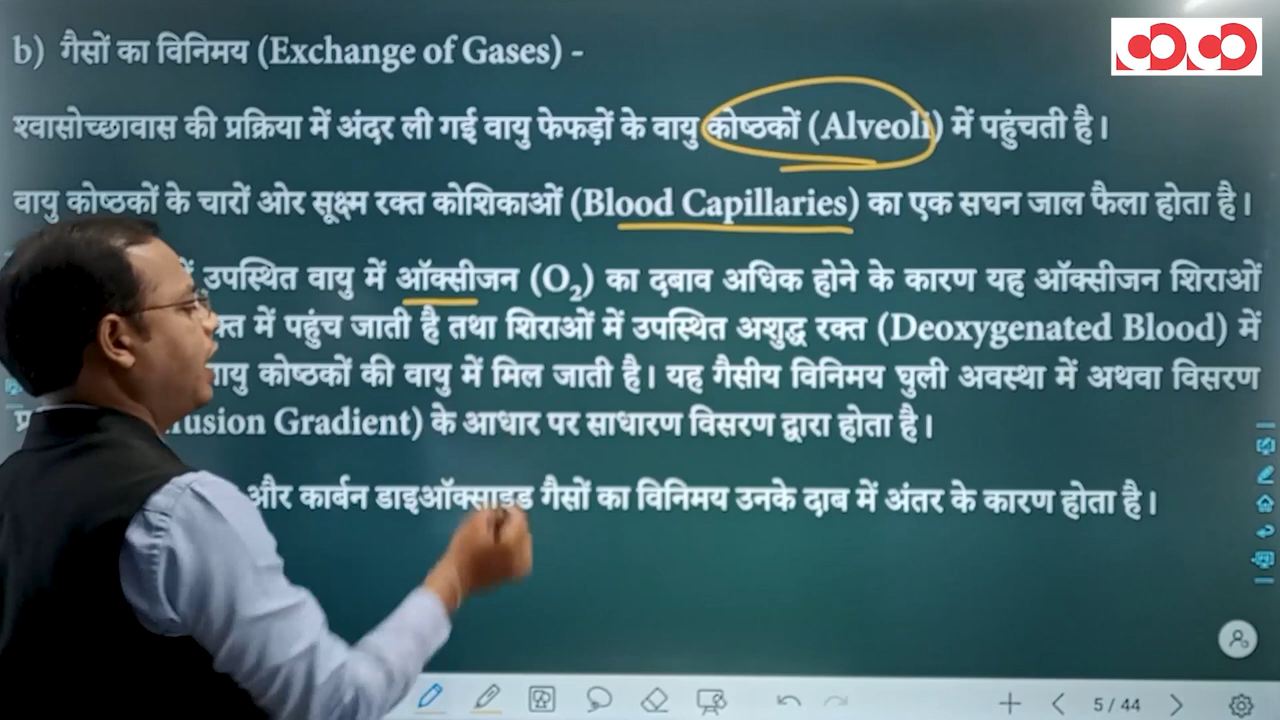 b) गैसों का विनिमय (Exchange of Gases) -
श्वासोच्छावास की प्रक्रिया में अंदर ली गई वायु फेफड़ों के वायु कोष्ठकों (Alveoli) में पहुंचती है।
वायु कोष्ठकों के चारों ओर सूक्ष्म रक्त कोशिकाओं (Blood Capillaries) का एक सघन जाल फैला होता है।
उपस्थित वायु में ऑक्सीजन (O₂) का दबाव अधिक होने के कारण यह ऑक्सीजन शिराओं
में पहुंच जाती है तथा शिराओं में उपस्थित अशुद्ध रक्त (Deoxygenated Blood) में
कोष्ठकों की वायु में मिल जाती है। यह गैसीय विनिमय घुली अवस्था में अथवा विसरण
Gradient) के आधार पर साधारण विसरण द्वारा होता है।
और कार्बन डाइऑक्साइड गैसों का विनिमय उनके दाब में अंतर के कारण होता है।
5 / 44